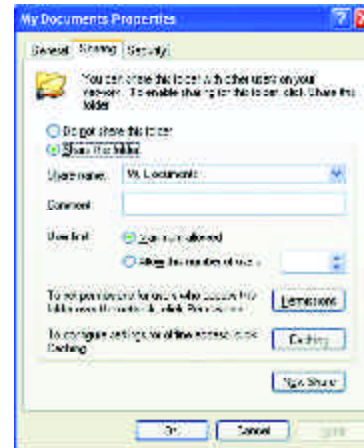 My Documents Properties
General Sharing Security
You can share this folder with other users on your
network. To enable sharing for this folder, click Share this
folder.
Do not share this folder
Share this folder
Share name: My Documents
Comment:
User limit: Maximum allowed
Allow this number of users:
To set permissions for users who access this
folder over the network, click Permissions.
Permissions
To configure settings for offline access, click
Caching.
Caching
New Share
OK Cancel Apply